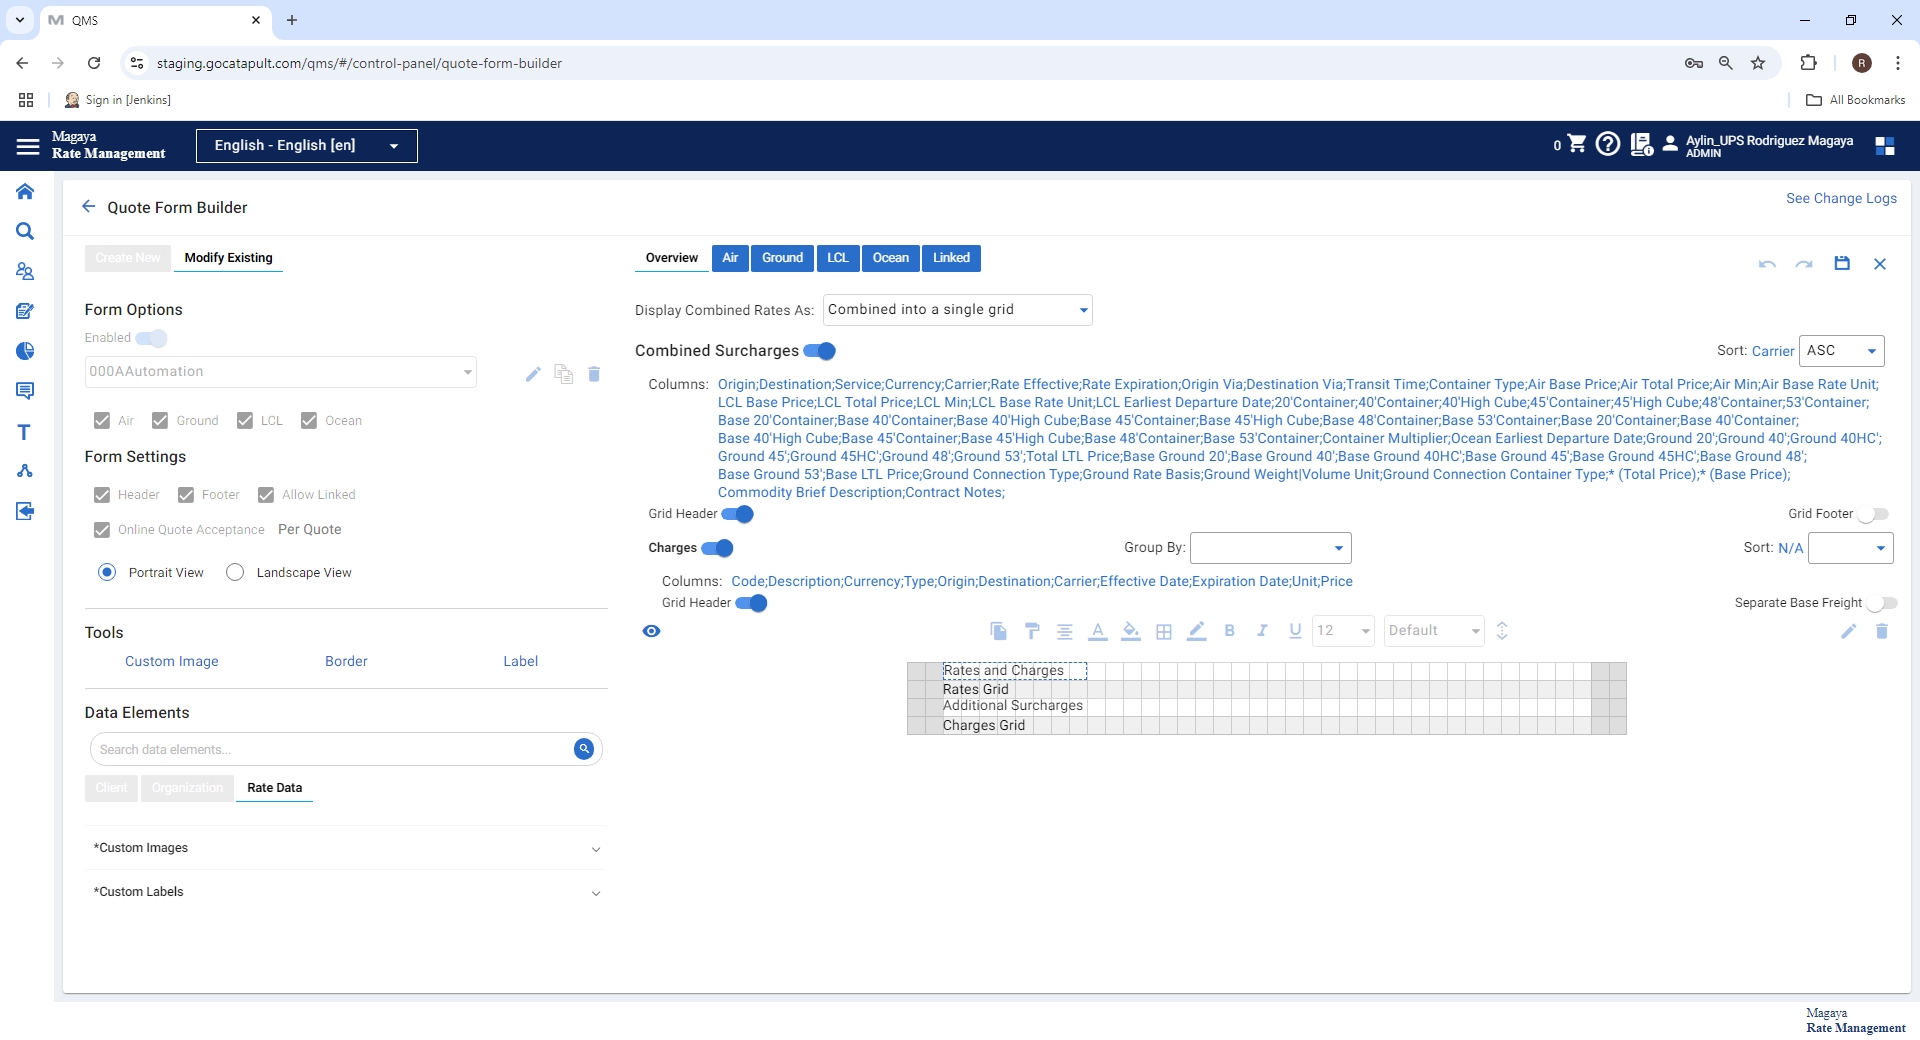 QMS
staging.gocatapult.com/qms/#/control-panel/quote-form-builder
R
Sign in [Jenkins]
All Bookmarks
Magaya
Rate Management
English - English [en]
0
Aylin_UPS Rodriguez Magaya
ADMIN
Quote Form Builder
See Change Logs
Create New
Modify Existing
Form Options
Enabled
000AAutomation
Air
Ground
LCL
Ocean
Form Settings
Header
Footer
Allow Linked
Online Quote Acceptance
Per Quote
Portrait View
Landscape View
Tools
Custom Image
Border
Label
Data Elements
Search data elements...
Client
Organization
Rate Data
*Custom Images
*Custom Labels
Overview
Air
Ground
LCL
Ocean
Linked
Display Combined Rates As:
Combined into a single grid
Combined Surcharges
Sort: Carrier
ASC
Columns:
Origin;Destination;Service;Currency;Carrier;Rate Effective;Rate Expiration;Origin Via;Destination Via;Transit Time;Container Type;Air Base Price;Air Total Price;Air Min;Air Base Rate Unit;
LCL Base Price;LCL Total Price;LCL Min;LCL Base Rate Unit;LCL Earliest Departure Date;20'Container;40'Container;40'High Cube;45'Container;45'High Cube;48'Container;53'Container;
Base 20'Container;Base 40'Container;Base 40'High Cube;Base 45'Container;Base 45'High Cube;Base 48'Container;Base 53'Container;Base 20'Container;Base 40'Container;
Base 40'High Cube;Base 45'Container;Base 45'High Cube;Base 48'Container;Base 53'Container;Container Multiplier;Ocean Earliest Departure Date;Ground 20';Ground 40';Ground 40HC';
Ground 45';Ground 45HC';Ground 48';Ground 53';Total LTL Price;Base Ground 20';Base Ground 40';Base Ground 40HC';Base Ground 45';Base Ground 45HC';Base Ground 48';
Base Ground 53';Base LTL Price;Ground Connection Type;Ground Rate Basis;Ground Weight|Volume Unit;Ground Connection Container Type;* (Total Price);* (Base Price);
Commodity Brief Description;Contract Notes;
Grid Header
Grid Footer
Charges
Group By:
Sort: N/A
Columns:
Code;Description;Currency;Type;Origin;Destination;Carrier;Effective Date;Expiration Date;Unit;Price
Grid Header
Separate Base Freight
A
B
I
U
12
Default
Rates and Charges
Rates Grid
Additional Surcharges
Charges Grid
Magaya
Rate Management